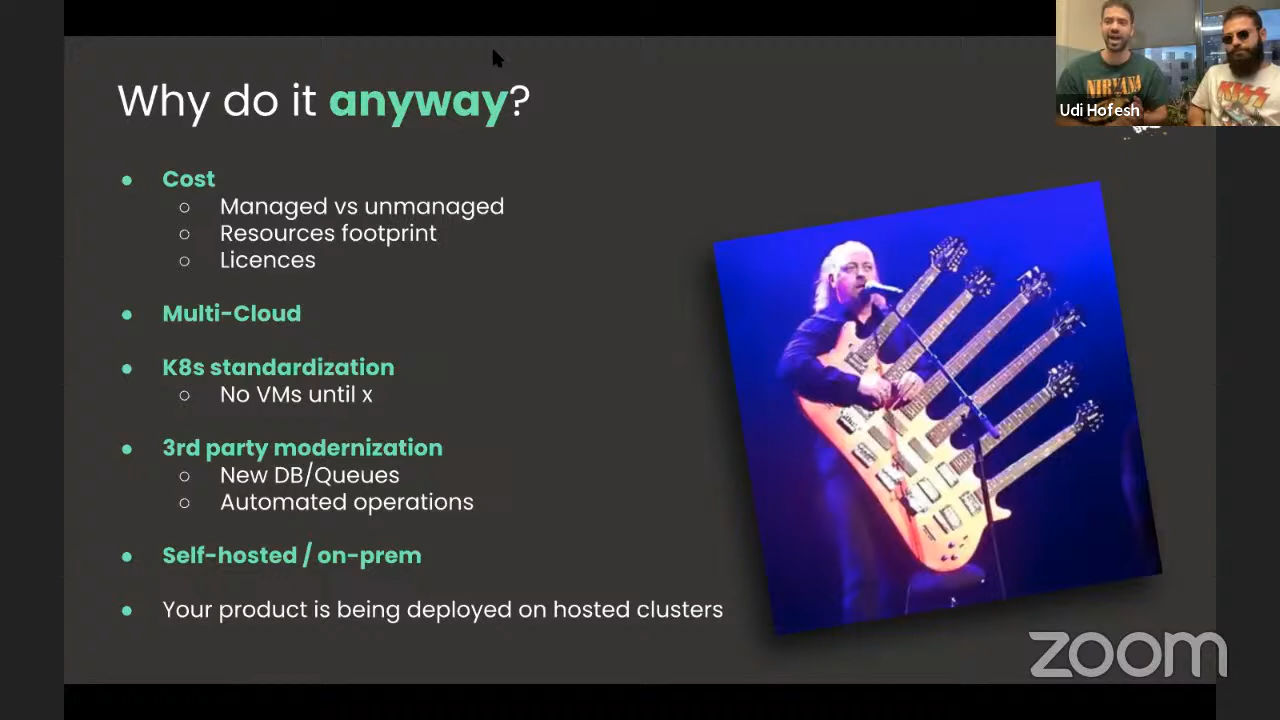 Why do it anyway?
● Cost
○ Managed vs unmanaged
○ Resources footprint
○ Licences
● Multi-Cloud
● K8s standardization
○ No VMs until x
● 3rd party modernization
○ New DB/Queues
○ Automated operations
● Self-hosted / on-prem
● Your product is being deployed on hosted clusters
NIRVANA
KISS
Udi Hofesh
zoom